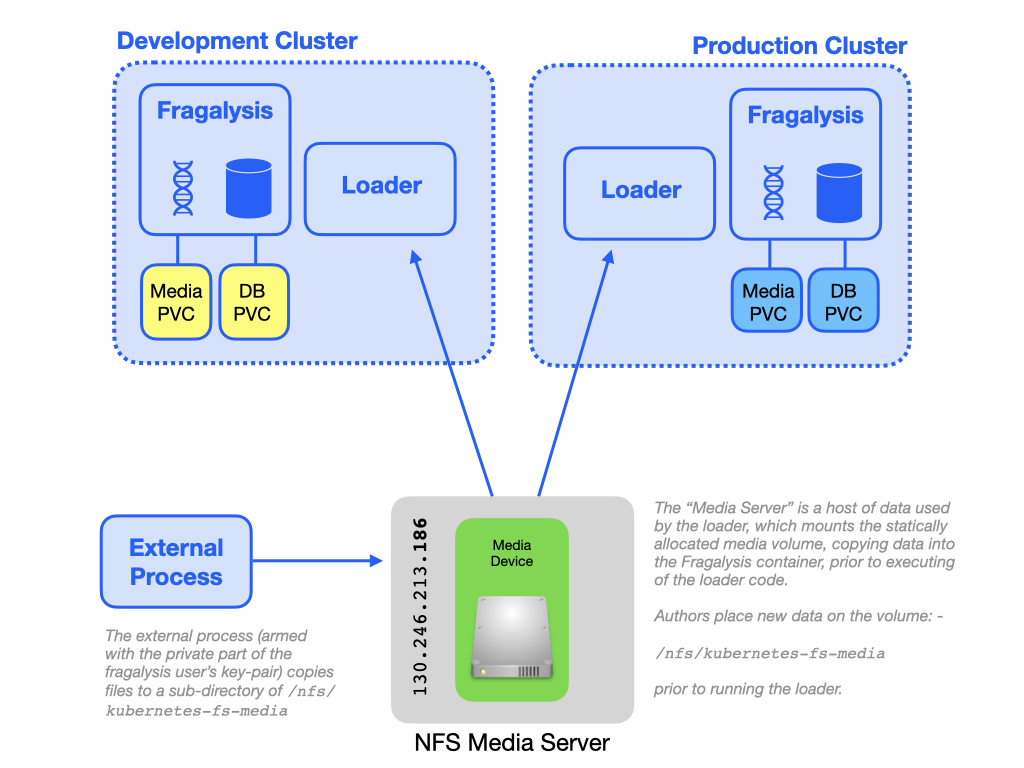 Development Cluster
Production Cluster
Fragalysis
Loader
Media
PVC
DB
PVC
Loader
Fragalysis
Media
PVC
DB
PVC
External
Process
The external process (armed
with the private part of the
fragalysis user's key-pair) copies
files to a sub-directory of /nfs/
kubernetes-fs-media
130.246.213.186
Media
Device
NFS Media Server
The “Media Server” is a host of data used
by the loader, which mounts the statically
allocated media volume, copying data into
the Fragalysis container, prior to executing
of the loader code.
Authors place new data on the volume: -
/nfs/kubernetes-fs-media
prior to running the loader.